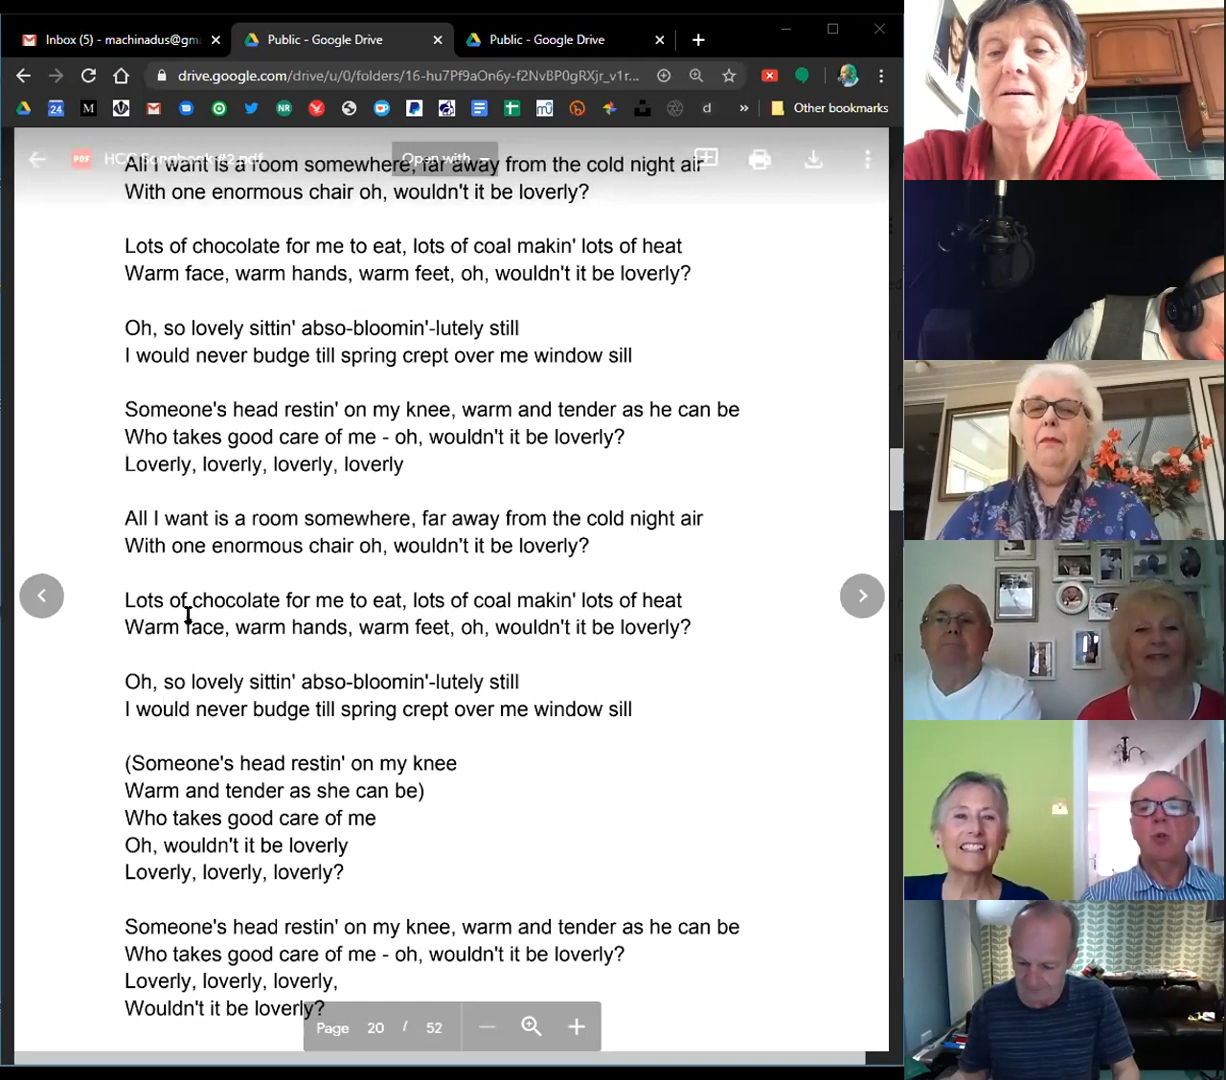 Inbox (5) - machinadus@gm
Public - Google Drive
Public - Google Drive
drive.google.com/drive/u/0/folders/16-hu7Pf9aOn6y-f2NvBP0gRXjr_v1r...
24
M
NR
d
»
Other bookmarks
PDF
HCC Songbook #2.pdf
Open with
All I want is a room somewhere, far away from the cold night air
With one enormous chair oh, wouldn't it be loverly?
Lots of chocolate for me to eat, lots of coal makin' lots of heat
Warm face, warm hands, warm feet, oh, wouldn't it be loverly?
Oh, so lovely sittin' abso-bloomin'-lutely still
I would never budge till spring crept over me window sill
Someone's head restin' on my knee, warm and tender as he can be
Who takes good care of me - oh, wouldn't it be loverly?
Loverly, loverly, loverly, loverly
All I want is a room somewhere, far away from the cold night air
With one enormous chair oh, wouldn't it be loverly?
Lots of chocolate for me to eat, lots of coal makin' lots of heat
Warm face, warm hands, warm feet, oh, wouldn't it be loverly?
Oh, so lovely sittin' abso-bloomin'-lutely still
I would never budge till spring crept over me window sill
(Someone's head restin' on my knee
Warm and tender as she can be)
Who takes good care of me
Oh, wouldn't it be loverly
Loverly, loverly, loverly?
Someone's head restin' on my knee, warm and tender as he can be
Who takes good care of me - oh, wouldn't it be loverly?
Loverly, loverly, loverly,
Wouldn't it be loverly?
Page 20 / 52